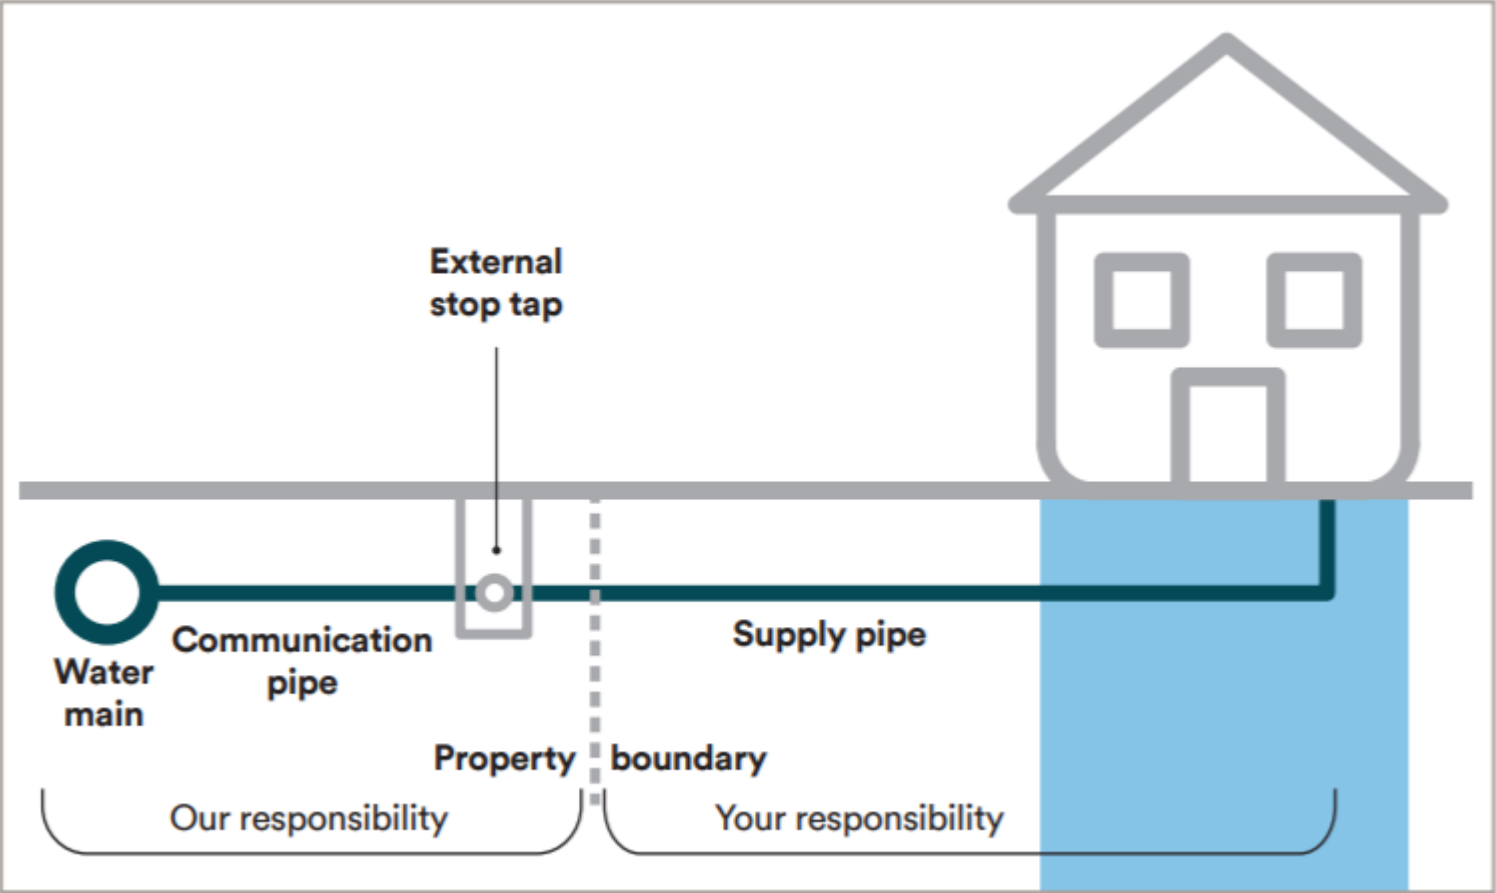 External
stop tap
Communication
pipe
Water
main
Supply pipe
Property boundary
Our responsibility
Your responsibility